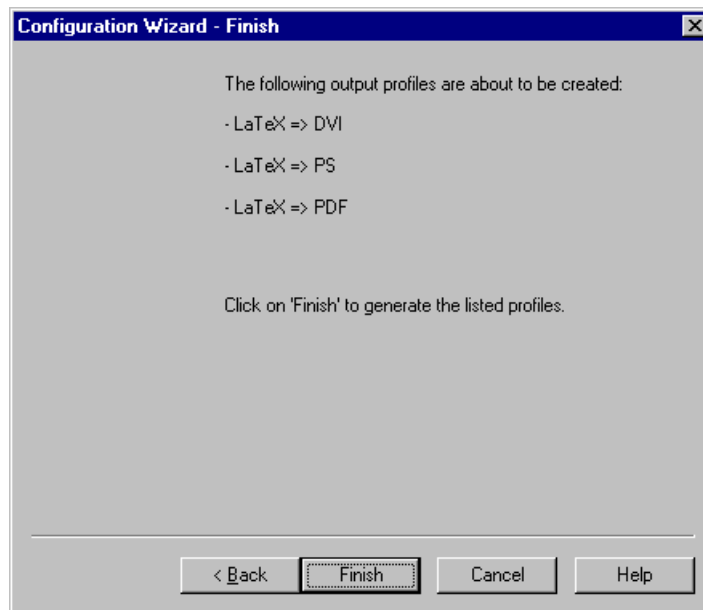 Configuration Wizard - Finish
The following output profiles are about to be created:
- LaTeX => DVI
- LaTeX => PS
- LaTeX => PDF
Click on 'Finish' to generate the listed profiles.
< Back Finish Cancel Help